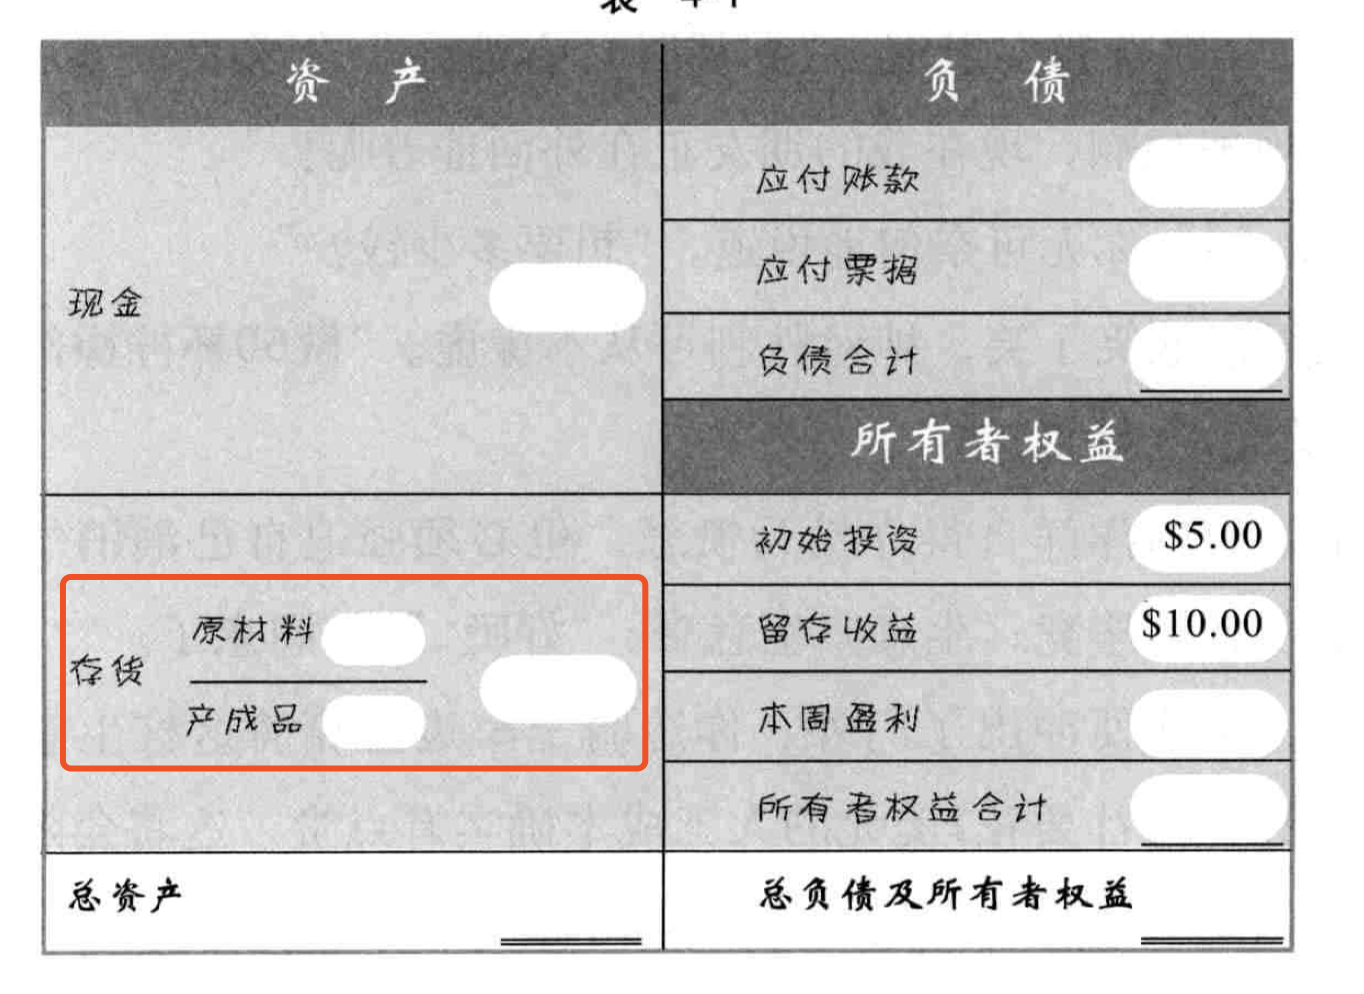 表 4-1
资 产
负 债
现金
应付账款
应付票据
负债合计
所有者权益
初始投资 $5.00
留存收益 $10.00
本周盈利
所有者权益合计
存货
原材料
产成品
总资产
总负债及所有者权益